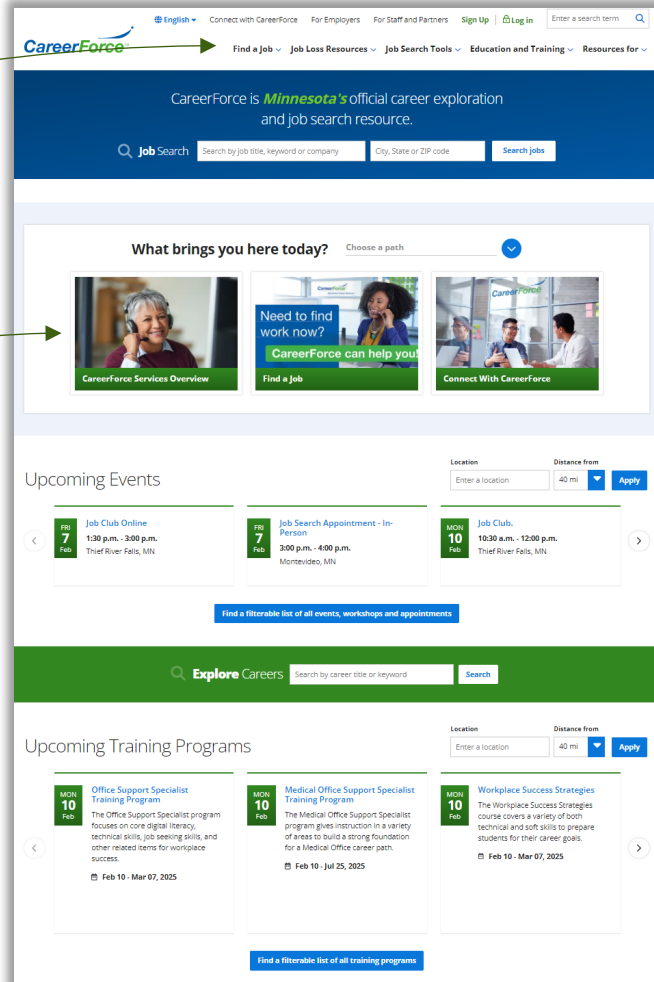 English
Connect with CareerForce
For Employers
For Staff and Partners
Sign Up
Log in
Enter a search term
CareerForce
Find a Job
Job Loss Resources
Job Search Tools
Education and Training
Resources for
CareerForce is Minnesota's official career exploration
and job search resource.
Job Search
Search by job title, keyword or company
City, State or ZIP code
Search jobs
What brings you here today?
Choose a path
CareerForce Services Overview
CareerForce
Need to find
work now?
CareerForce can help you!
Find a Job
CareerForce
Connect With CareerForce
Upcoming Events
Location
Enter a location
Distance from
40 mi
Apply
FRI
7
Feb
Job Club Online
1:30 p.m. - 3:00 p.m.
Thief River Falls, MN
FRI
7
Feb
Job Search Appointment - In-
Person
3:00 p.m. - 4:00 p.m.
Montevideo, MN
MON
10
Feb
Job Club.
10:30 a.m. - 12:00 p.m.
Thief River Falls, MN
Find a filterable list of all events, workshops and appointments
Explore Careers
Search by career title or keyword
Search
Upcoming Training Programs
Location
Enter a location
Distance from
40 mi
Apply
MON
10
Feb
Office Support Specialist
Training Program
The Office Support Specialist program
focuses on core digital literacy,
technical skills, job seeking skills, and
other related items for workplace
success.
Feb 10 - Mar 07, 2025
MON
10
Feb
Medical Office Support Specialist
Training Program
The Medical Office Support Specialist
program gives instruction in a variety
of areas to build a strong foundation
for a Medical Office career path.
Feb 10 - Jul 25, 2025
MON
10
Feb
Workplace Success Strategies
The Workplace Success Strategies
course covers a variety of both
technical and soft skills to prepare
students for their career goals.
Feb 10 - Mar 07, 2025
Find a filterable list of all training programs